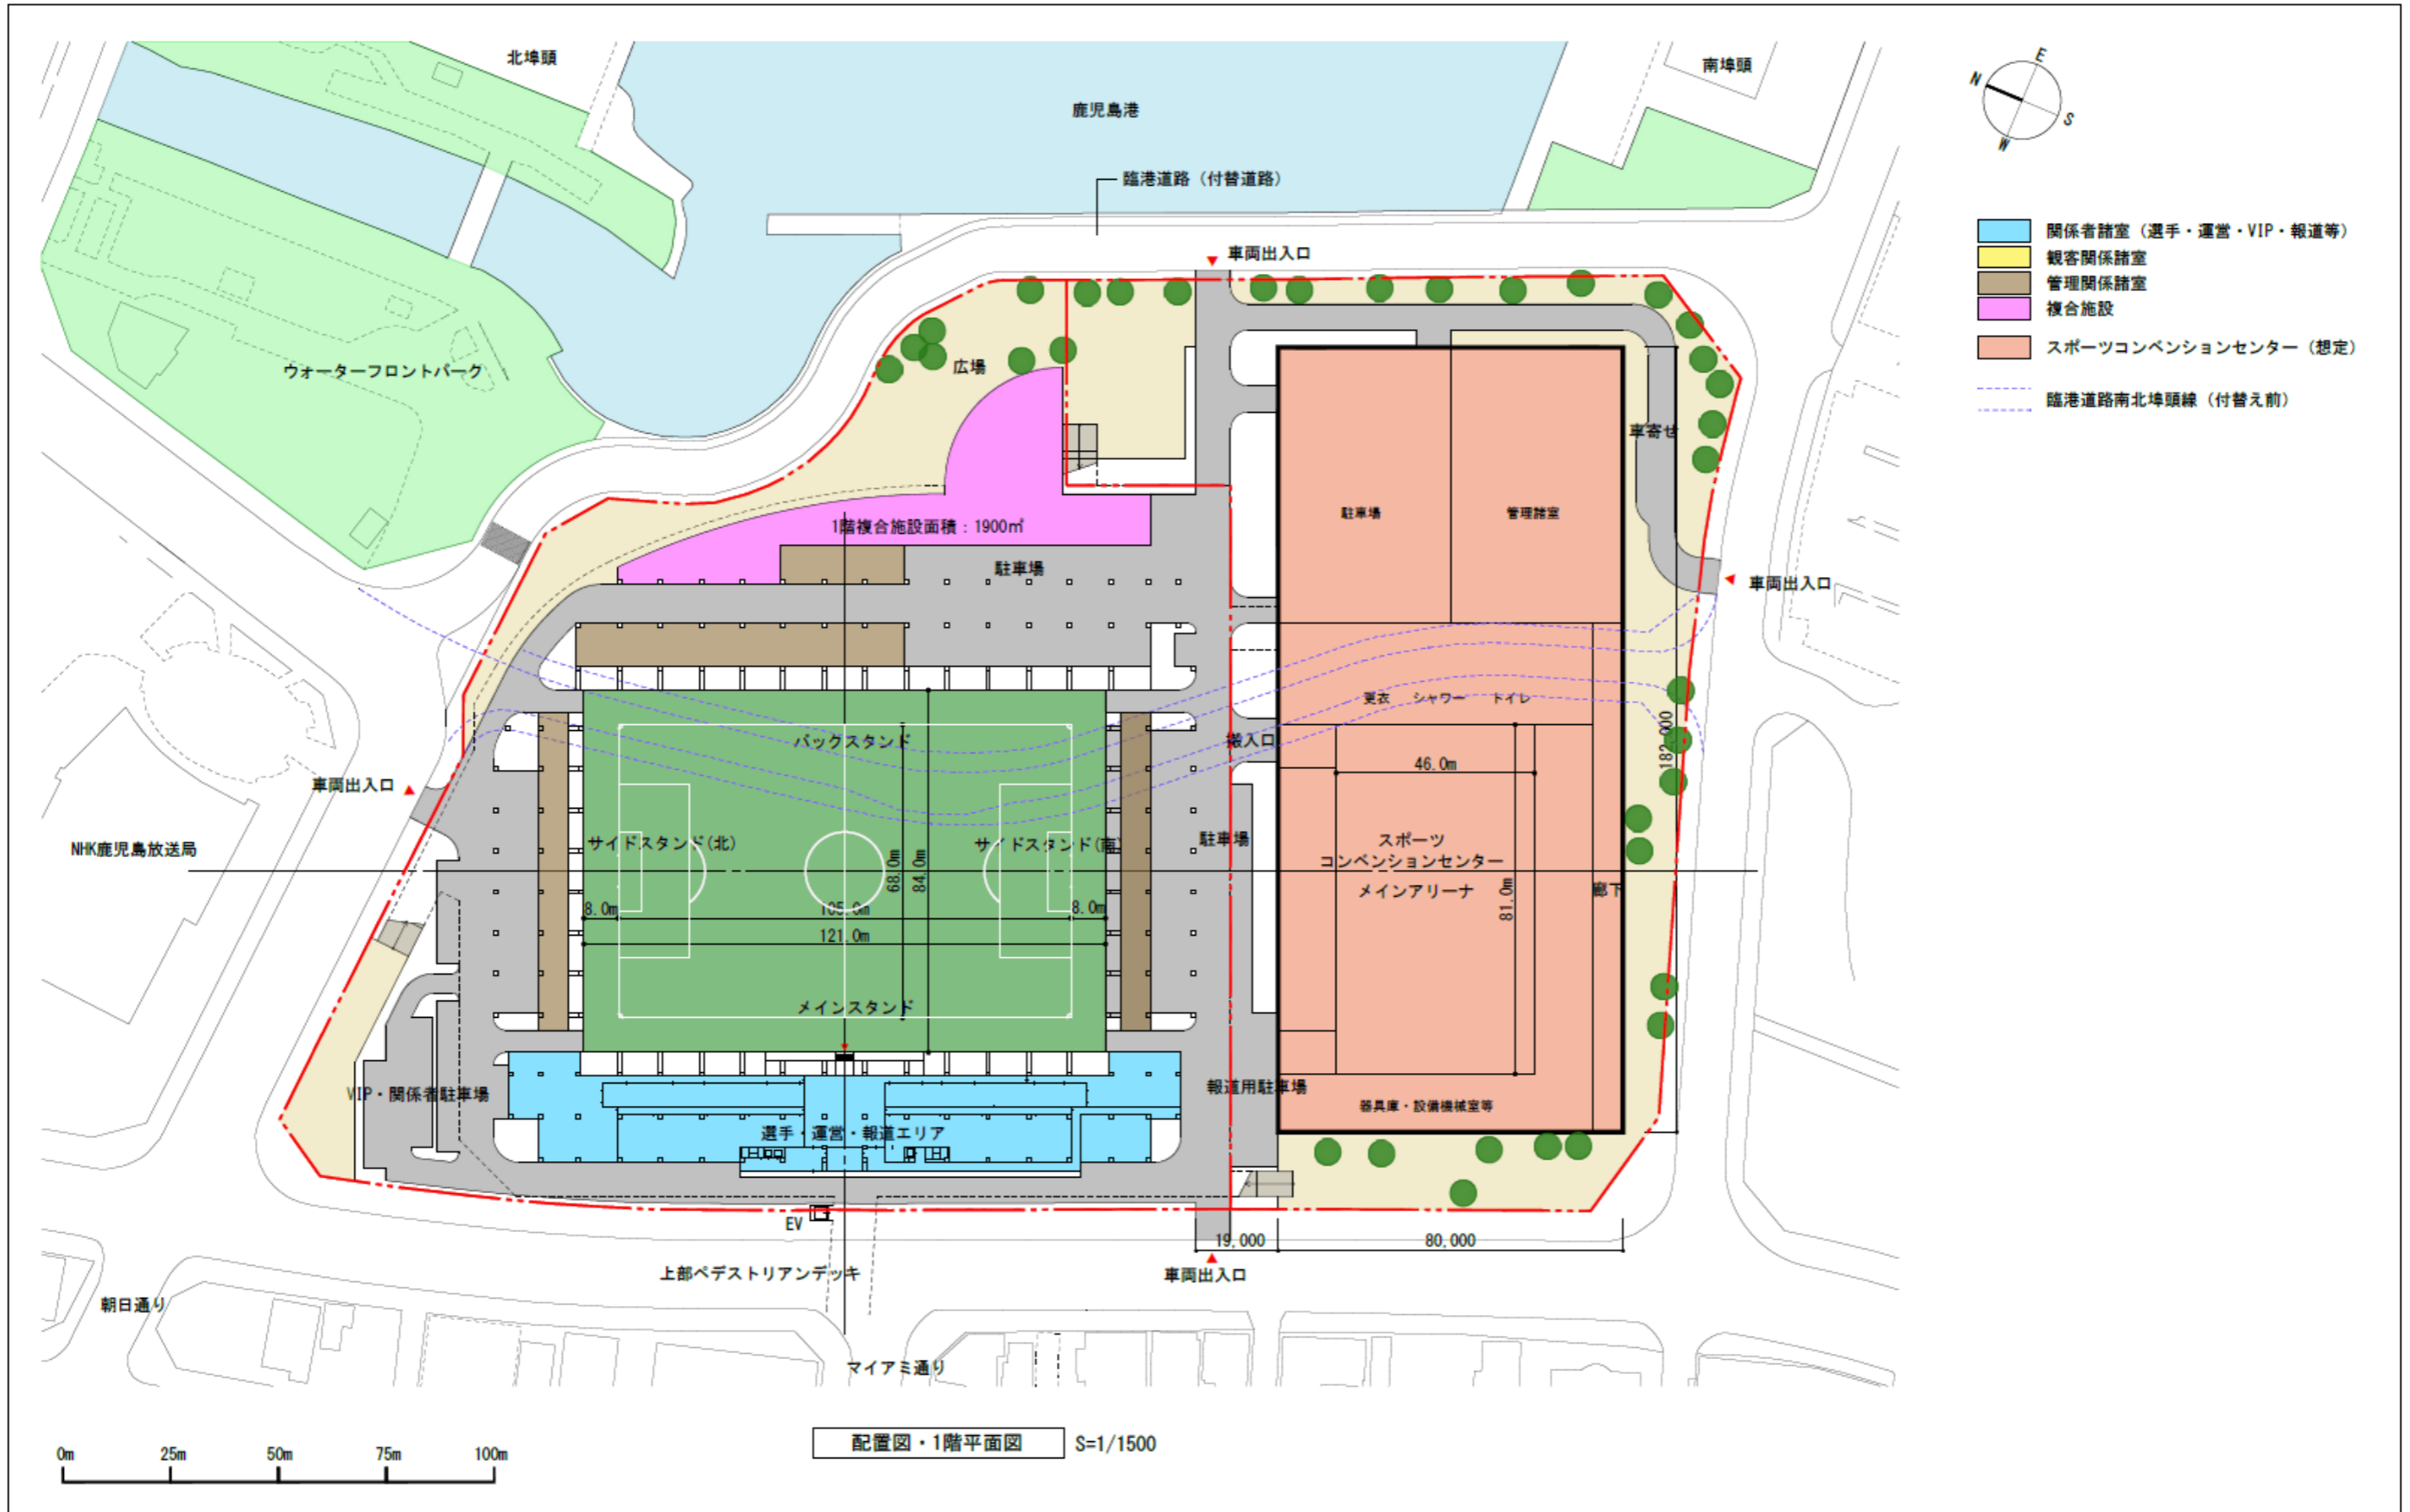 北埠頭
南埠頭
鹿児島港
E
N
S
W
臨港道路（付替道路）
車両出入口
関係者諸室（選手・運営・VIP・報道等）
観客関係諸室
管理関係諸室
複合施設
スポーツコンベンションセンター（想定）
臨港道路南北埠頭線（付替え前）
ウォーターフロントパーク
広場
車寄せ
1階複合施設面積：1900㎡
駐車場
管理諸室
駐車場
車両出入口
更衣
シャワー
トイレ
バックスタンド
搬入口
182,000
46.0m
車両出入口
NHK鹿児島放送局
サイドスタンド(北)
サイドスタンド(南)
68.0m
84.0m
駐車場
スポーツ
コンベンションセンター
メインアリーナ
81.0m
廊下
8.0m
105.0m
8.0m
121.0m
メインスタンド
VIP・関係者駐車場
報道用駐車場
器具庫・設備機械室等
選手・運営・報道エリア
EV
19,000
80,000
上部ペデストリアンデッキ
車両出入口
朝日通り
マイアミ通り
配置図・1階平面図
S=1/1500
0m
25m
50m
75m
100m